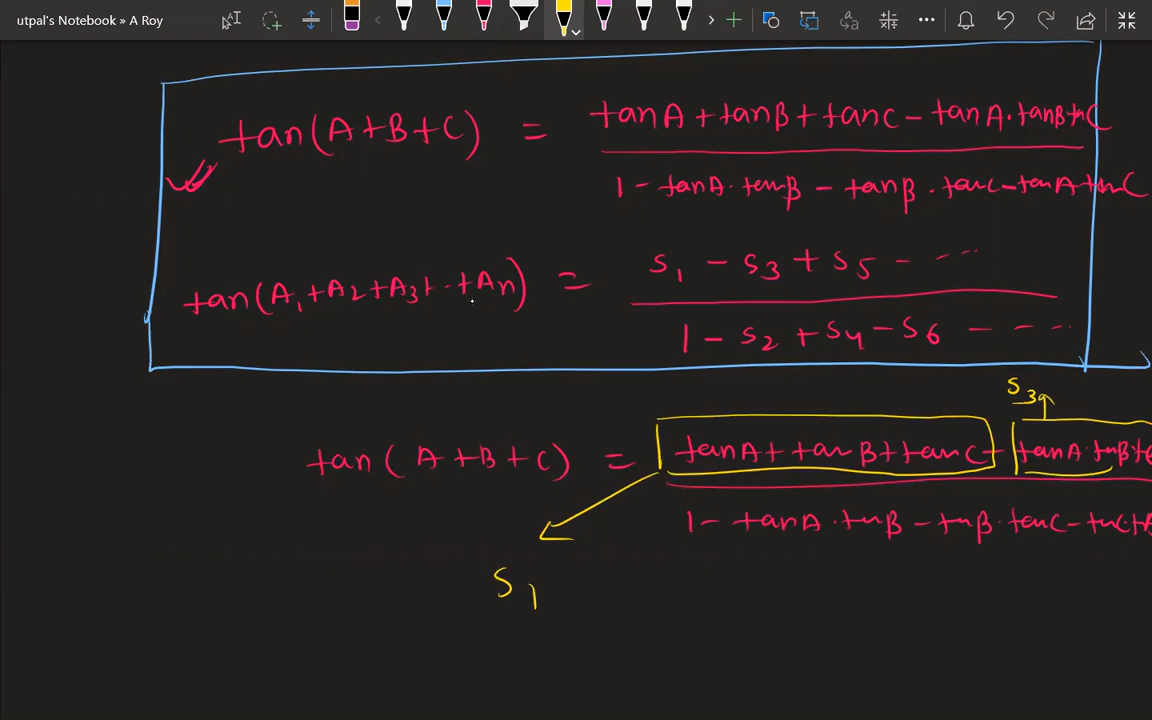 utpal's Notebook » A Roy
tan(A+B+C) = tanA + tanB + tanC - tanA·tanB·tanC
1 - tanA·tanB - tanB·tanC - tanA tanC
tan(A1+A2+A3+--+An) = S1 - S3 + S5 - ---
1 - S2 + S4 - S6 - ----
S3
tan(A+B+C) = tanA + tanB + tanC - tanA·tanB
1 - tanA·tanB - tanB·tanC - tanC·
S1